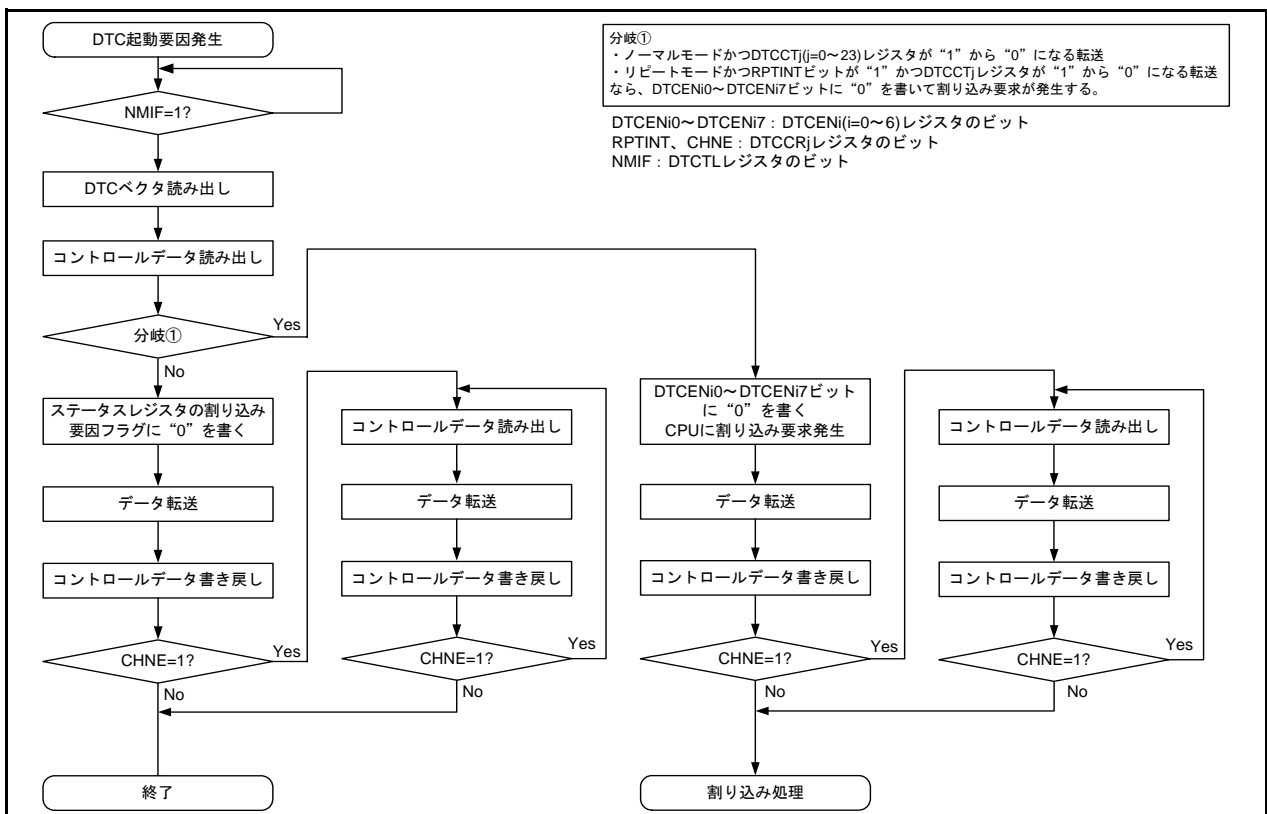 DTC起動要因発生
NMIF=1?
DTCベクタ読み出し
コントロールデータ読み出し
分岐①
Yes
No
ステータスレジスタの割り込み
要因フラグに“0”を書く
データ転送
コントロールデータ書き戻し
CHNE=1?
Yes
No
終了
コントロールデータ読み出し
データ転送
コントロールデータ書き戻し
CHNE=1?
Yes
No
分岐①
・ノーマルモードかつDTCCTj(j=0～23)レジスタが“1”から“0”になる転送
・リピートモードかつRPTINTビットが“1”かつDTCCTjレジスタが“1”から“0”になる転送
なら、DTCENi0～DTCENi7ビットに“0”を書いて割り込み要求が発生する。
DTCENi0～DTCENi7：DTCENi(i=0～6)レジスタのビット
RPTINT、CHNE：DTCCRjレジスタのビット
NMIF：DTCTLレジスタのビット
DTCENi0～DTCENi7ビット
に“0”を書く
CPUに割り込み要求発生
データ転送
コントロールデータ書き戻し
CHNE=1?
Yes
No
割り込み処理
コントロールデータ読み出し
データ転送
コントロールデータ書き戻し
CHNE=1?
Yes
No